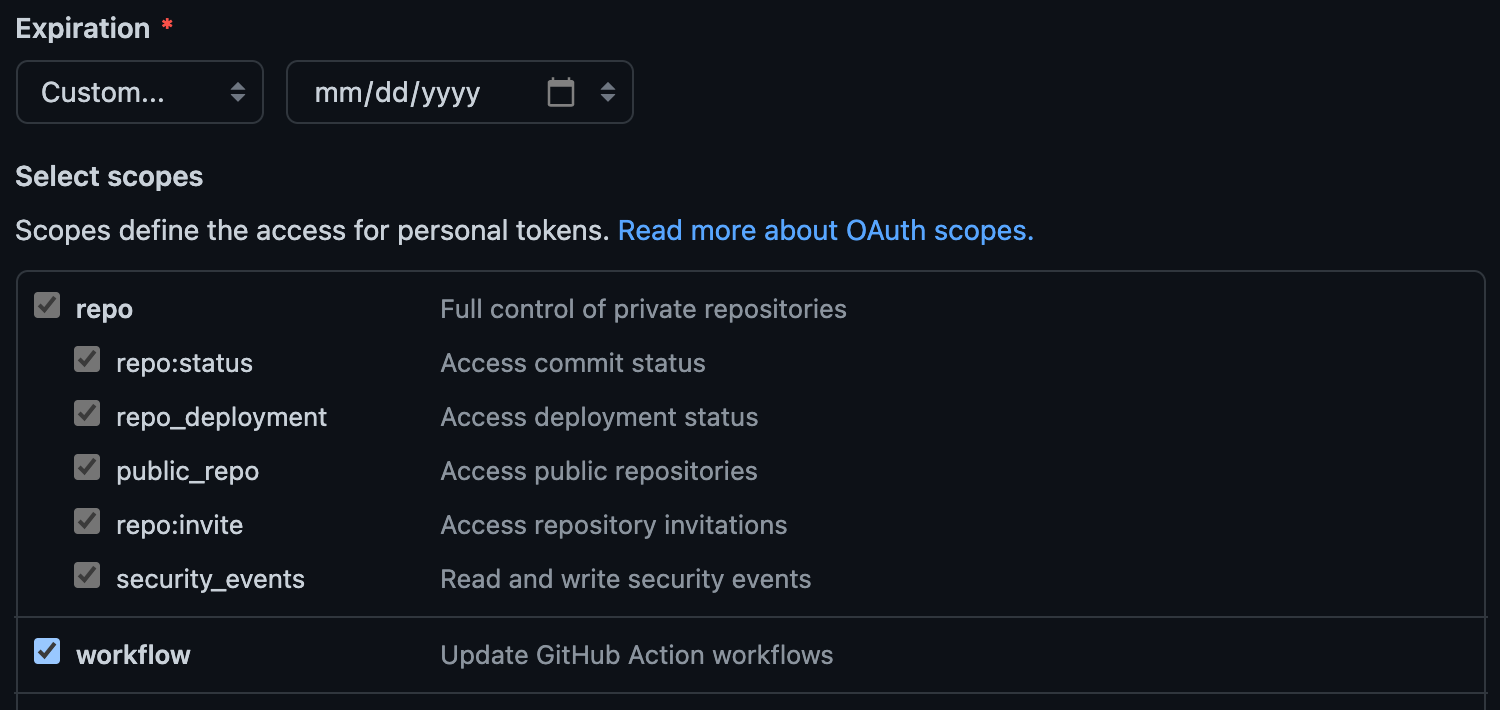 Expiration *
Custom... mm/dd/yyyy
Select scopes
Scopes define the access for personal tokens. Read more about OAuth scopes.
repo Full control of private repositories
repo:status Access commit status
repo_deployment Access deployment status
public_repo Access public repositories
repo:invite Access repository invitations
security_events Read and write security events
workflow Update GitHub Action workflows